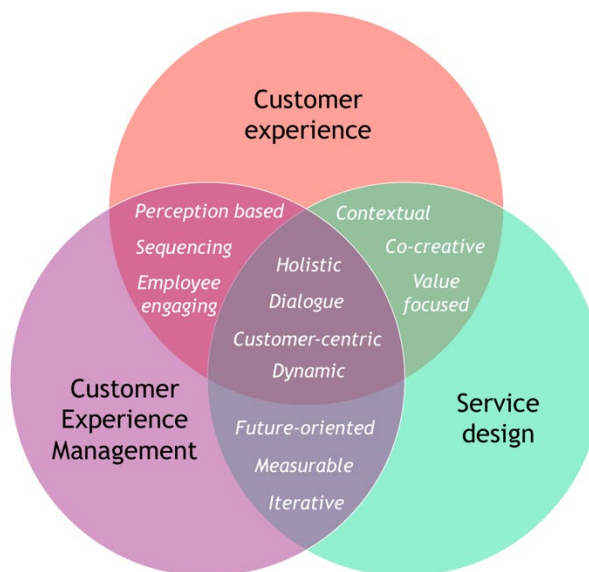 Customer
experience
Perception based
Contextual
Sequencing
Co-creative
Employee
engaging
Holistic
Value
focused
Dialogue
Customer-centric
Dynamic
Customer
Experience
Management
Service
design
Future-oriented
Measurable
Iterative